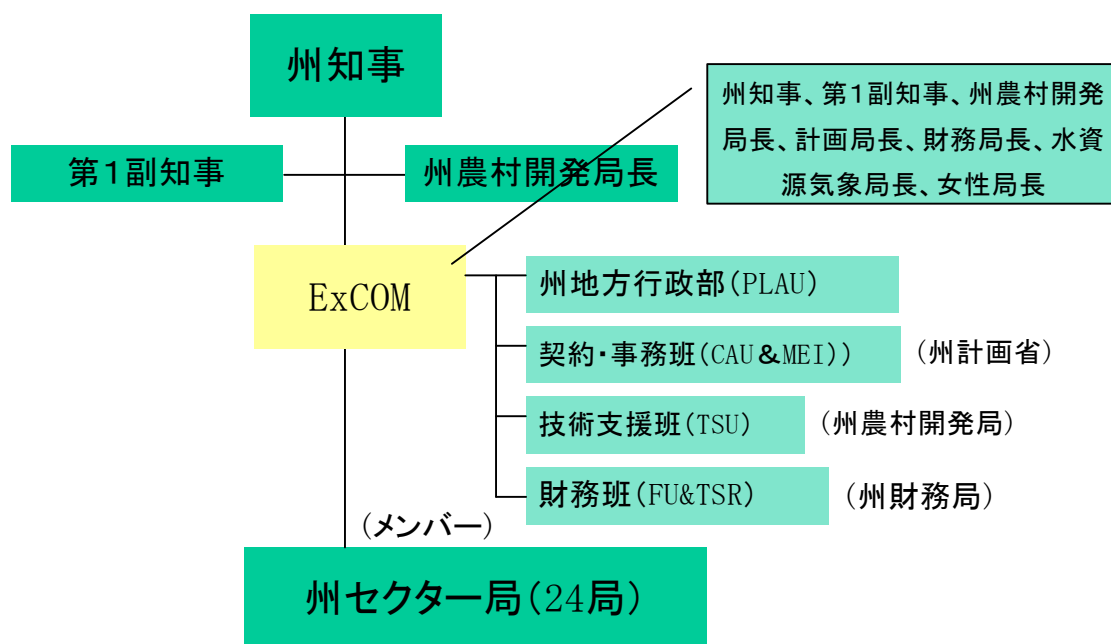 州知事
州知事、第1副知事、州農村開発
局長、計画局長、財務局長、水資
源気象局長、女性局長
第1副知事
州農村開発局長
ExCOM
州地方行政部(PLAU)
契約・事務班(CAU&MEI))
(州計画省)
技術支援班(TSU)
(州農村開発局)
財務班(FU&TSR)
(州財務局)
(メンバー)
州セクター局(24局)